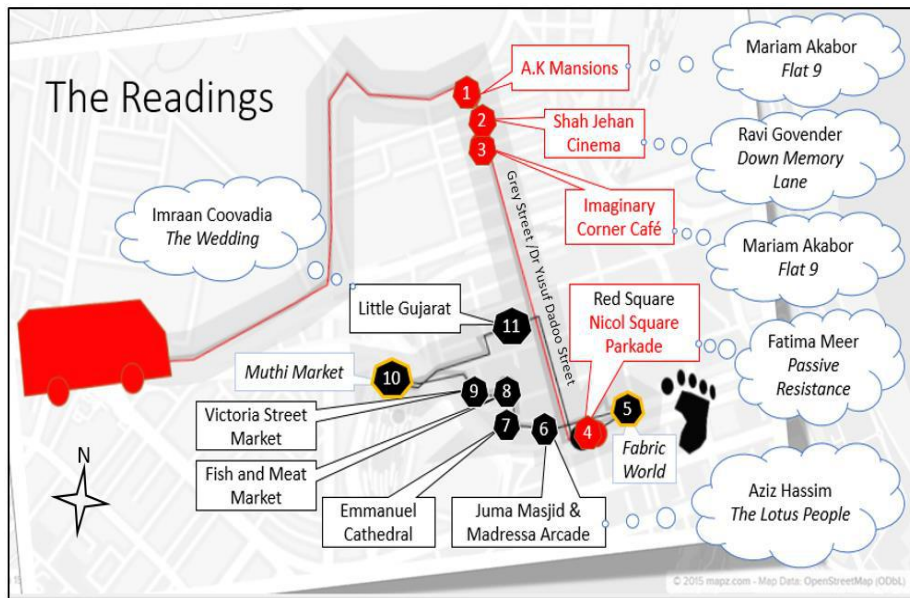 The Readings
1
A.K Mansions
Mariam Akabor
Flat 9
2
Shah Jehan
Cinema
Ravi Govender
Down Memory
Lane
3
Imaginary
Corner Café
Mariam Akabor
Flat 9
Grey Street /Dr Yusuf Dadoo Street
Imraan Coovadia
The Wedding
Little Gujarat
11
Red Square
Nicol Square
Parkade
Fatima Meer
Passive
Resistance
Muthi Market
10
9
8
7
6
4
5
Victoria Street
Market
Fish and Meat
Market
Emmanuel
Cathedral
Juma Masjid &
Madressa Arcade
Fabric
World
Aziz Hassim
The Lotus People
N
© 2015 mapz.com - Map Data: OpenStreetMap (ODbL)